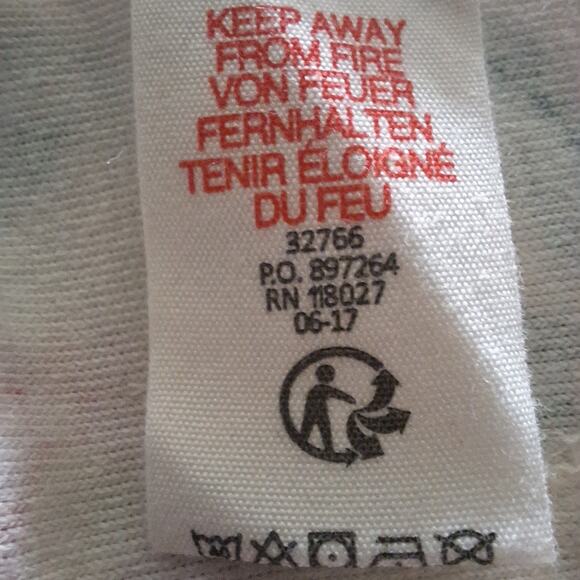 KEEP AWAY
FROM FIRE
VON FEUER
FERNHALTEN
TENIR ÉLOIGNÉ
DU FEU
32766
P.O. 897264
RN 118027
06-17